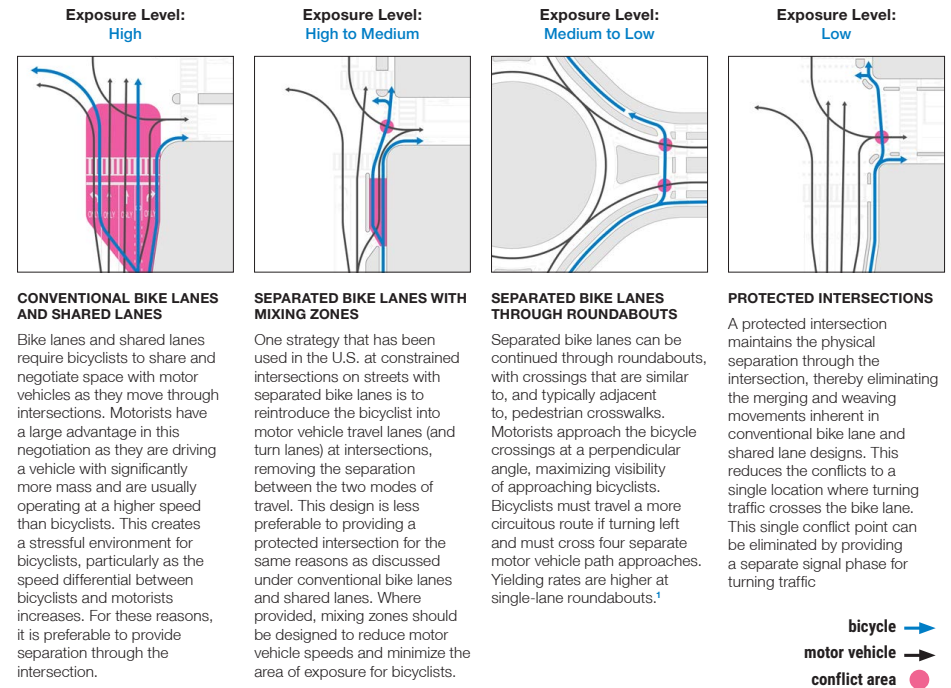 Exposure Level:
High
CONVENTIONAL BIKE LANES
AND SHARED LANES
Bike lanes and shared lanes
require bicyclists to share and
negotiate space with motor
vehicles as they move through
intersections. Motorists have
a large advantage in this
negotiation as they are driving
a vehicle with significantly
more mass and are usually
operating at a higher speed
than bicyclists. This creates
a stressful environment for
bicyclists, particularly as the
speed differential between
bicyclists and motorists
increases. For these reasons,
it is preferable to provide
separation through the
intersection.
Exposure Level:
High to Medium
SEPARATED BIKE LANES WITH
MIXING ZONES
One strategy that has been
used in the U.S. at constrained
intersections on streets with
separated bike lanes is to
reintroduce the bicyclist into
motor vehicle travel lanes (and
turn lanes) at intersections,
removing the separation
between the two modes of
travel. This design is less
preferable to providing a
protected intersection for the
same reasons as discussed
under conventional bike lanes
and shared lanes. Where
provided, mixing zones should
be designed to reduce motor
vehicle speeds and minimize the
area of exposure for bicyclists.
Exposure Level:
Medium to Low
SEPARATED BIKE LANES
THROUGH ROUNDABOUTS
Separated bike lanes can be
continued through roundabouts,
with crossings that are similar
to, and typically adjacent
to, pedestrian crosswalks.
Motorists approach the bicycle
crossings at a perpendicular
angle, maximizing visibility
of approaching bicyclists.
Bicyclists must travel a more
circuitous route if turning left
and must cross four separate
motor vehicle path approaches.
Yielding rates are higher at
single-lane roundabouts.¹
Exposure Level:
Low
PROTECTED INTERSECTIONS
A protected intersection
maintains the physical
separation through the
intersection, thereby eliminating
the merging and weaving
movements inherent in
conventional bike lane and
shared lane designs. This
reduces the conflicts to a
single location where turning
traffic crosses the bike lane.
This single conflict point can
be eliminated by providing
a separate signal phase for
turning traffic
bicycle
motor vehicle
conflict area